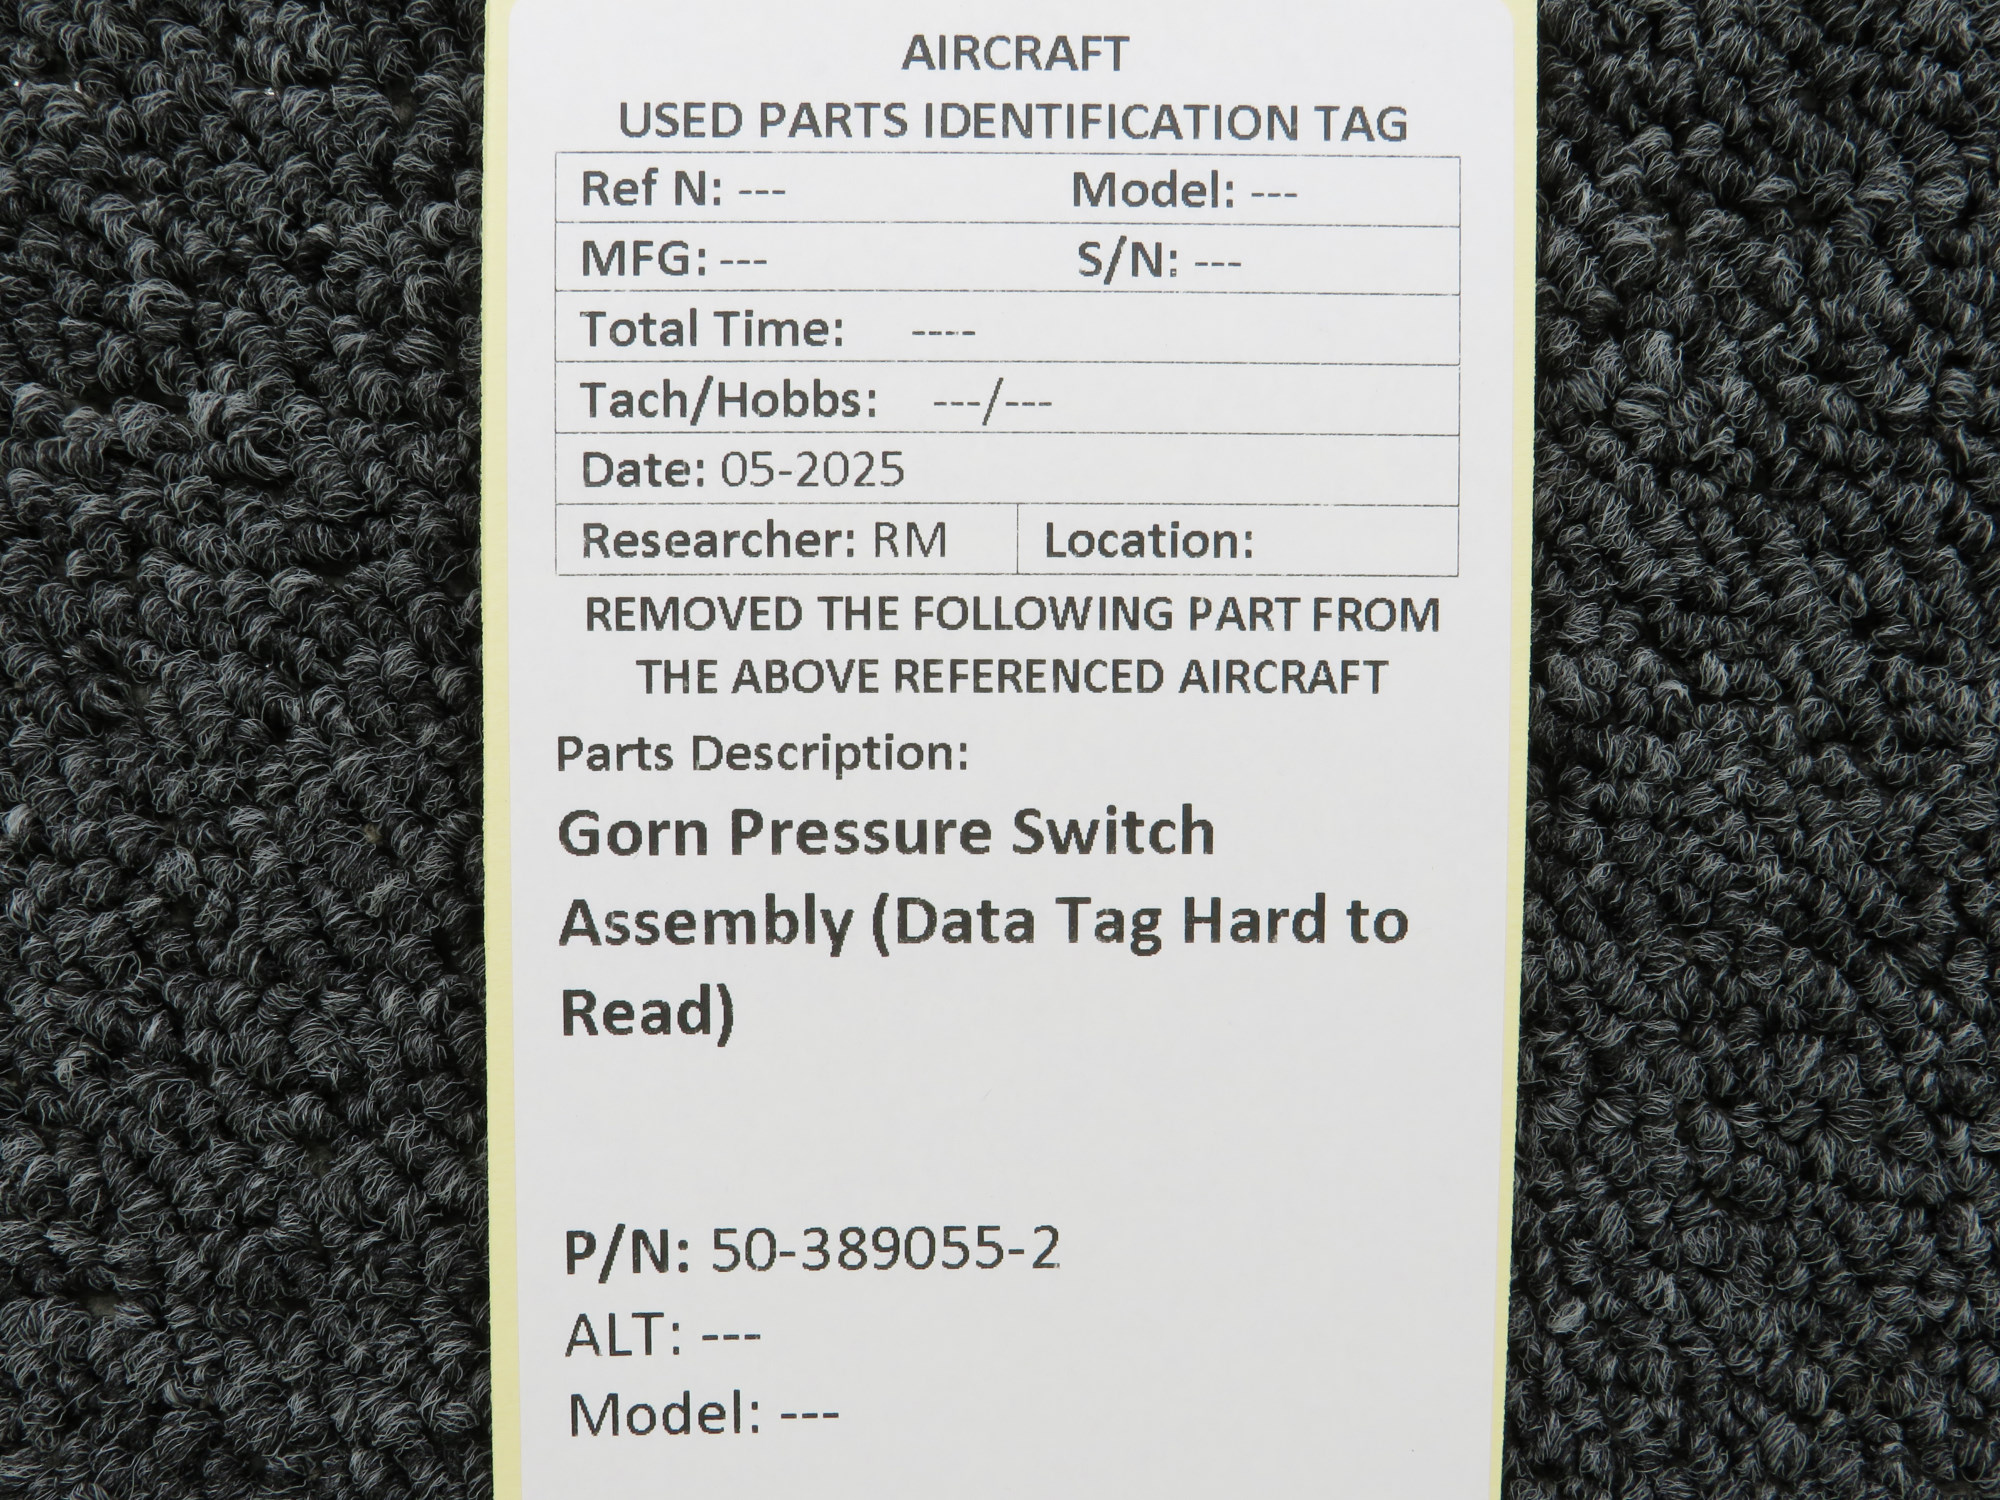 AIRCRAFT
USED PARTS IDENTIFICATION TAG
Ref N: --- Model: ---
MFG: --- S/N: ---
Total Time: ----
Tach/Hobbs: ---/---
Date: 05-2025
Researcher: RM Location:
REMOVED THE FOLLOWING PART FROM
THE ABOVE REFERENCED AIRCRAFT
Parts Description:
Gorn Pressure Switch
Assembly (Data Tag Hard to
Read)
P/N: 50-389055-2
ALT: ---
Model: ---